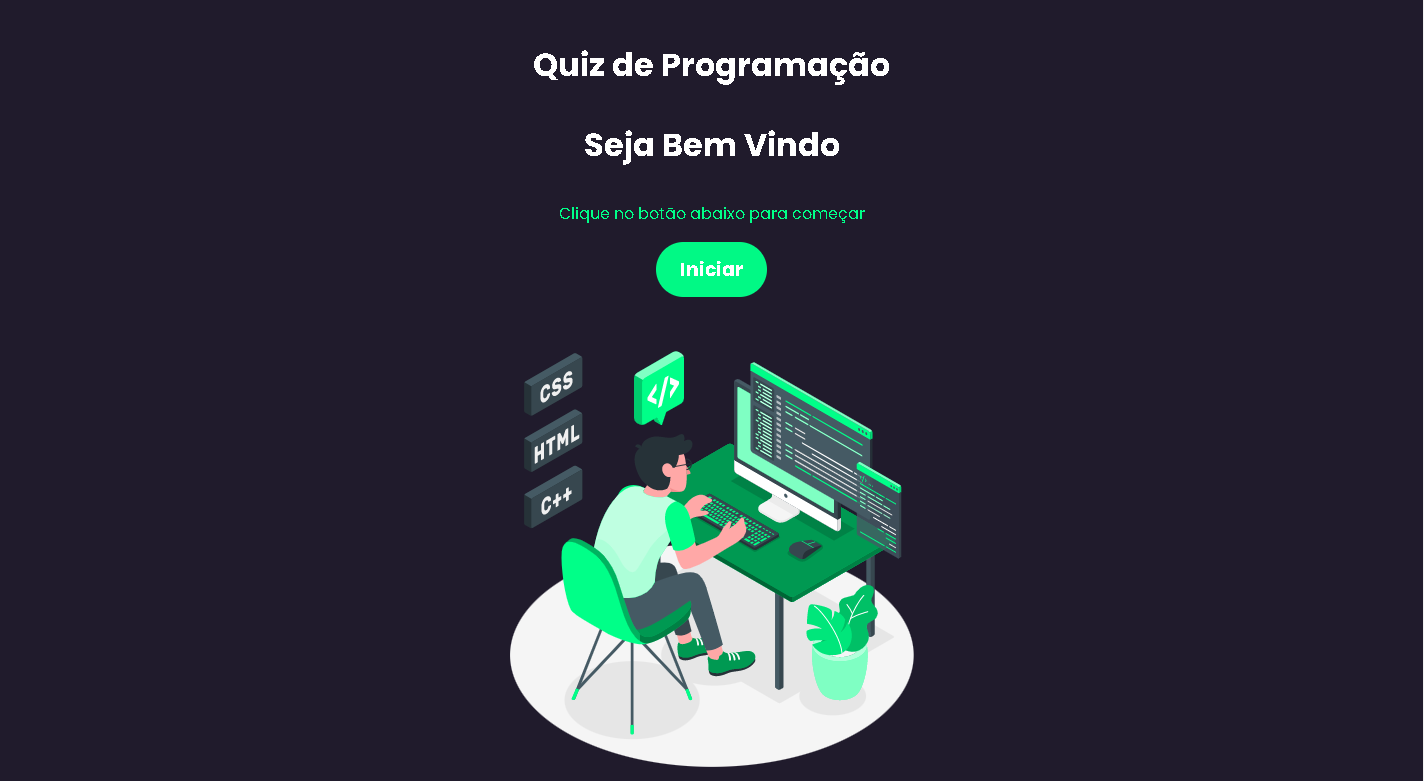 Quiz de Programação
Seja Bem Vindo
Clique no botão abaixo para começar
Iniciar
CSS
</>
HTML
C++